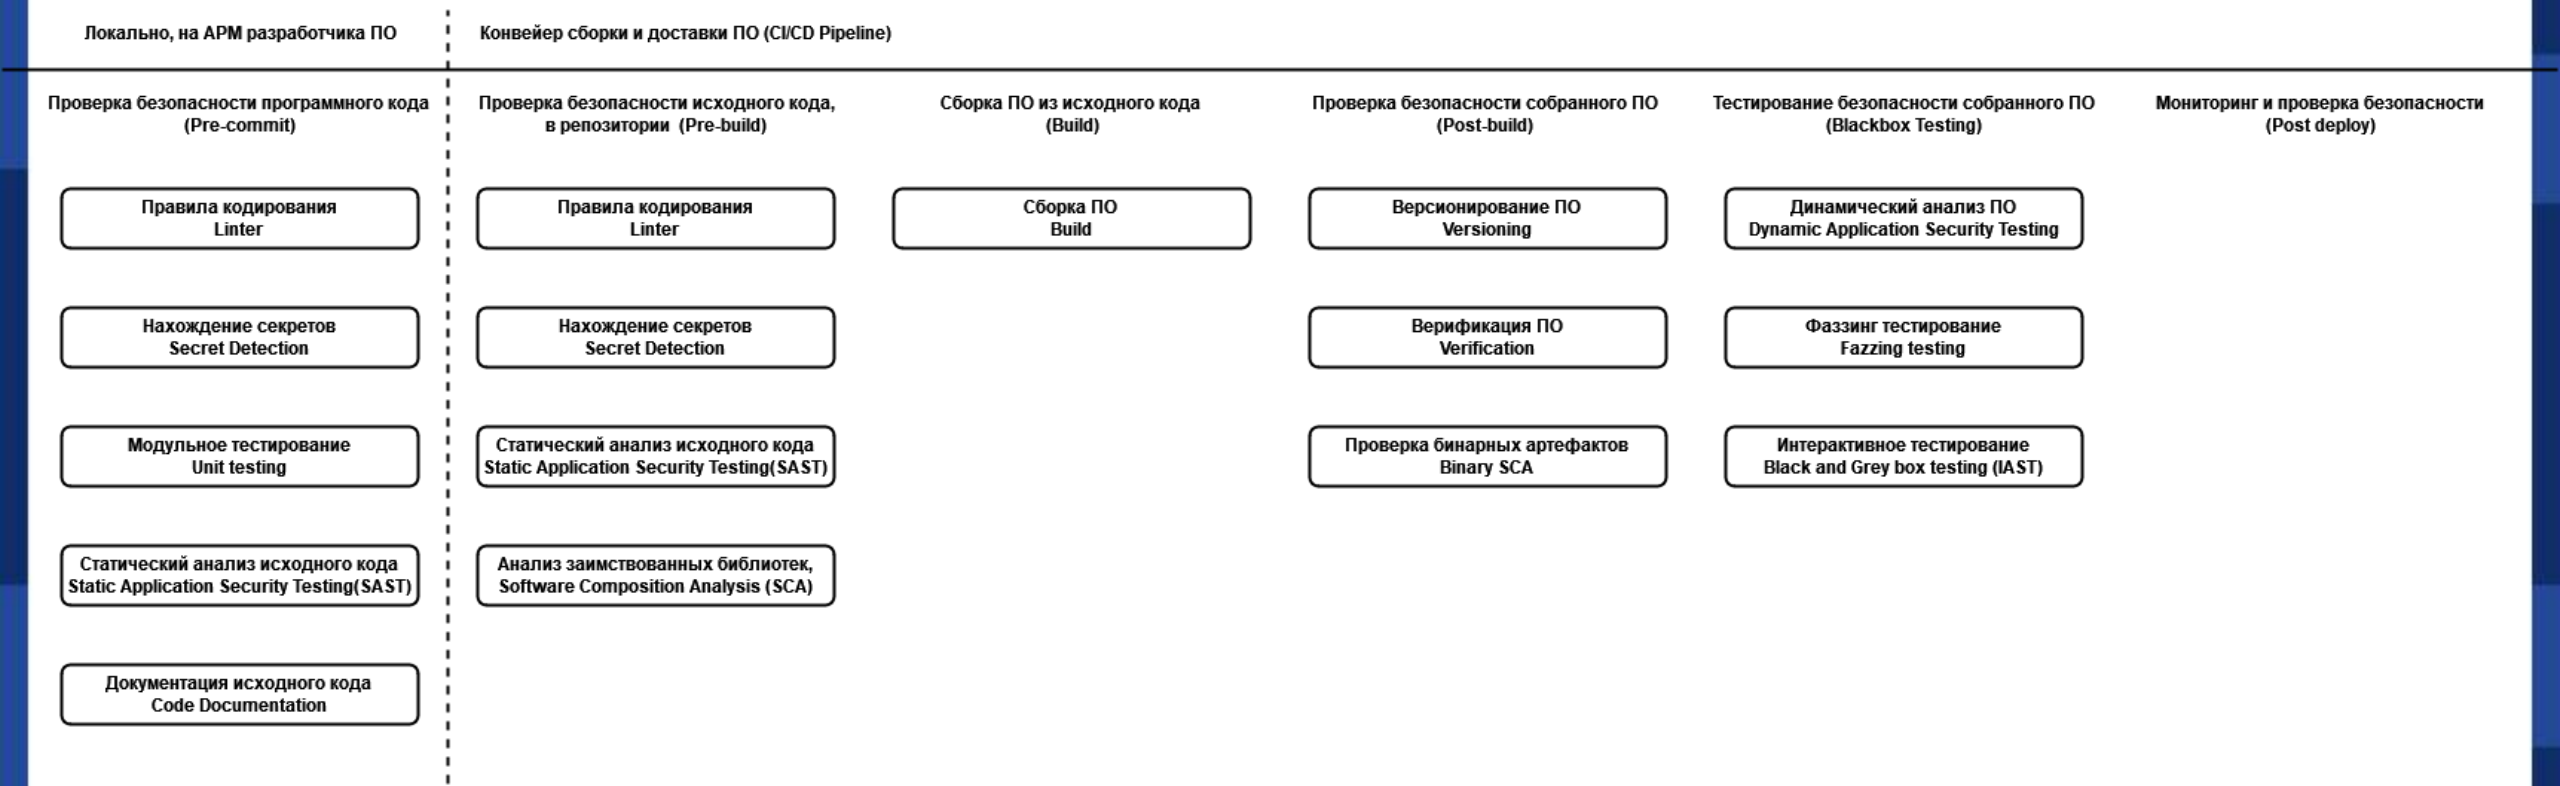 Локально, на АРМ разработчика ПО
Конвейер сборки и доставки ПО (CI/CD Pipeline)
Проверка безопасности программного кода
(Pre-commit)
Правила кодирования
Linter
Нахождение секретов
Secret Detection
Модульное тестирование
Unit testing
Статический анализ исходного кода
Static Application Security Testing(SAST)
Документация исходного кода
Code Documentation
Проверка безопасности исходного кода,
в репозитории (Pre-build)
Правила кодирования
Linter
Нахождение секретов
Secret Detection
Статический анализ исходного кода
Static Application Security Testing(SAST)
Анализ заимствованных библиотек,
Software Composition Analysis (SCA)
Сборка ПО из исходного кода
(Build)
Сборка ПО
Build
Проверка безопасности собранного ПО
(Post-build)
Версионирование ПО
Versioning
Верификация ПО
Verification
Проверка бинарных артефактов
Binary SCA
Тестирование безопасности собранного ПО
(Blackbox Testing)
Динамический анализ ПО
Dynamic Application Security Testing
Фаззинг тестирование
Fazzing testing
Интерактивное тестирование
Black and Grey box testing (IAST)
Мониторинг и проверка безопасности
(Post deploy)